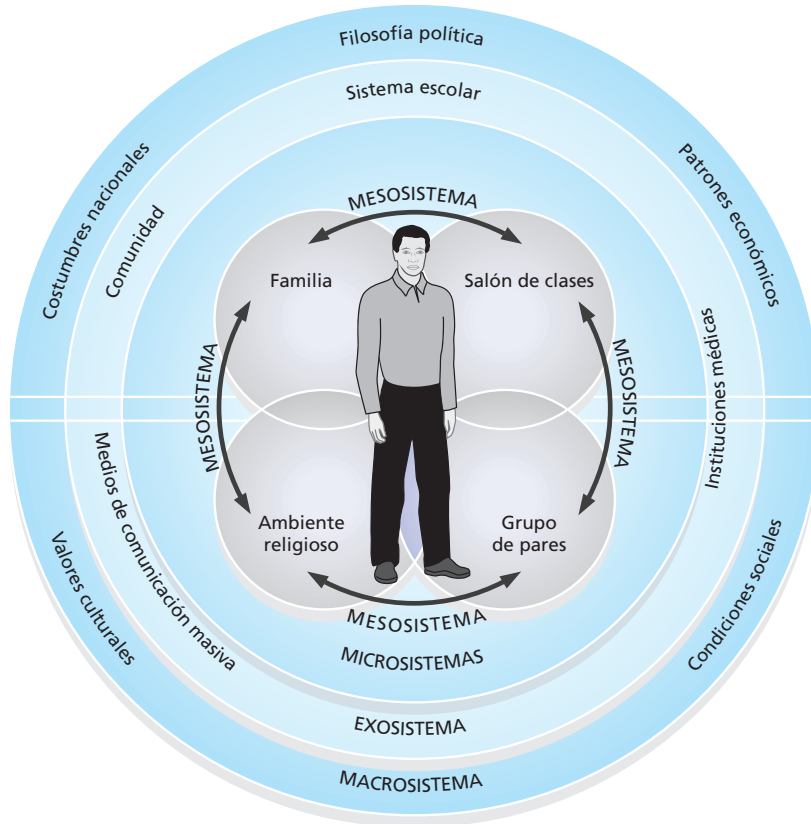 Filosofía política
Sistema escolar
Costumbres nacionales
Comunidad
Patrones económicos
MESOSISTEMA
Familia
Salón de clases
MESOSISTEMA
MESOSISTEMA
Instituciones médicas
Medios de comunicación masiva
Valores culturales
Ambiente
religioso
Grupo
de pares
Condiciones sociales
MESOSISTEMA
MICROSISTEMAS
EXOSISTEMA
MACROSISTEMA